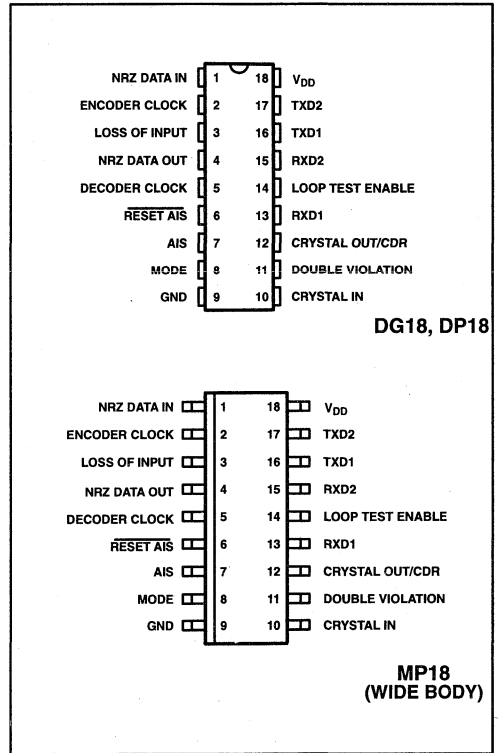 NRZ DATA IN 1 18 VDD
ENCODER CLOCK 2 17 TXD2
LOSS OF INPUT 3 16 TXD1
NRZ DATA OUT 4 15 RXD2
DECODER CLOCK 5 14 LOOP TEST ENABLE
RESET AIS 6 13 RXD1
AIS 7 12 CRYSTAL OUT/CDR
MODE 8 11 DOUBLE VIOLATION
GND 9 10 CRYSTAL IN
DG18, DP18
NRZ DATA IN 1 18 VDD
ENCODER CLOCK 2 17 TXD2
LOSS OF INPUT 3 16 TXD1
NRZ DATA OUT 4 15 RXD2
DECODER CLOCK 5 14 LOOP TEST ENABLE
RESET AIS 6 13 RXD1
AIS 7 12 CRYSTAL OUT/CDR
MODE 8 11 DOUBLE VIOLATION
GND 9 10 CRYSTAL IN
MP18
(WIDE BODY)